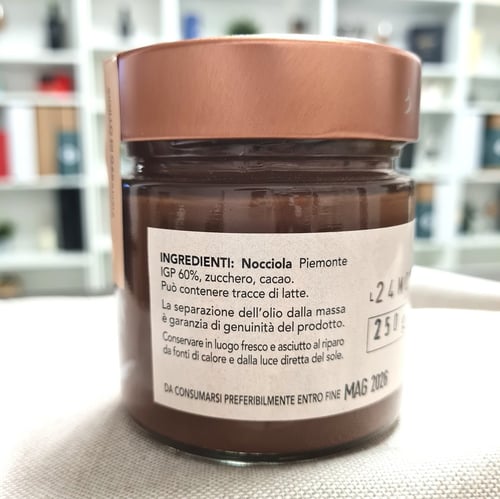 INGREDIENTI: Nocciola Piemonte
IGP 60%, zucchero, cacao.
Può contenere tracce di latte.
La separazione dell'olio dalla massa
è garanzia di genuinità del prodotto.
Conservare in luogo fresco e asciutto al riparo
da fonti di calore e dalla luce diretta del sole.
DA CONSUMARSI PREFERIBILMENTE ENTRO FINE MAG 2026
250